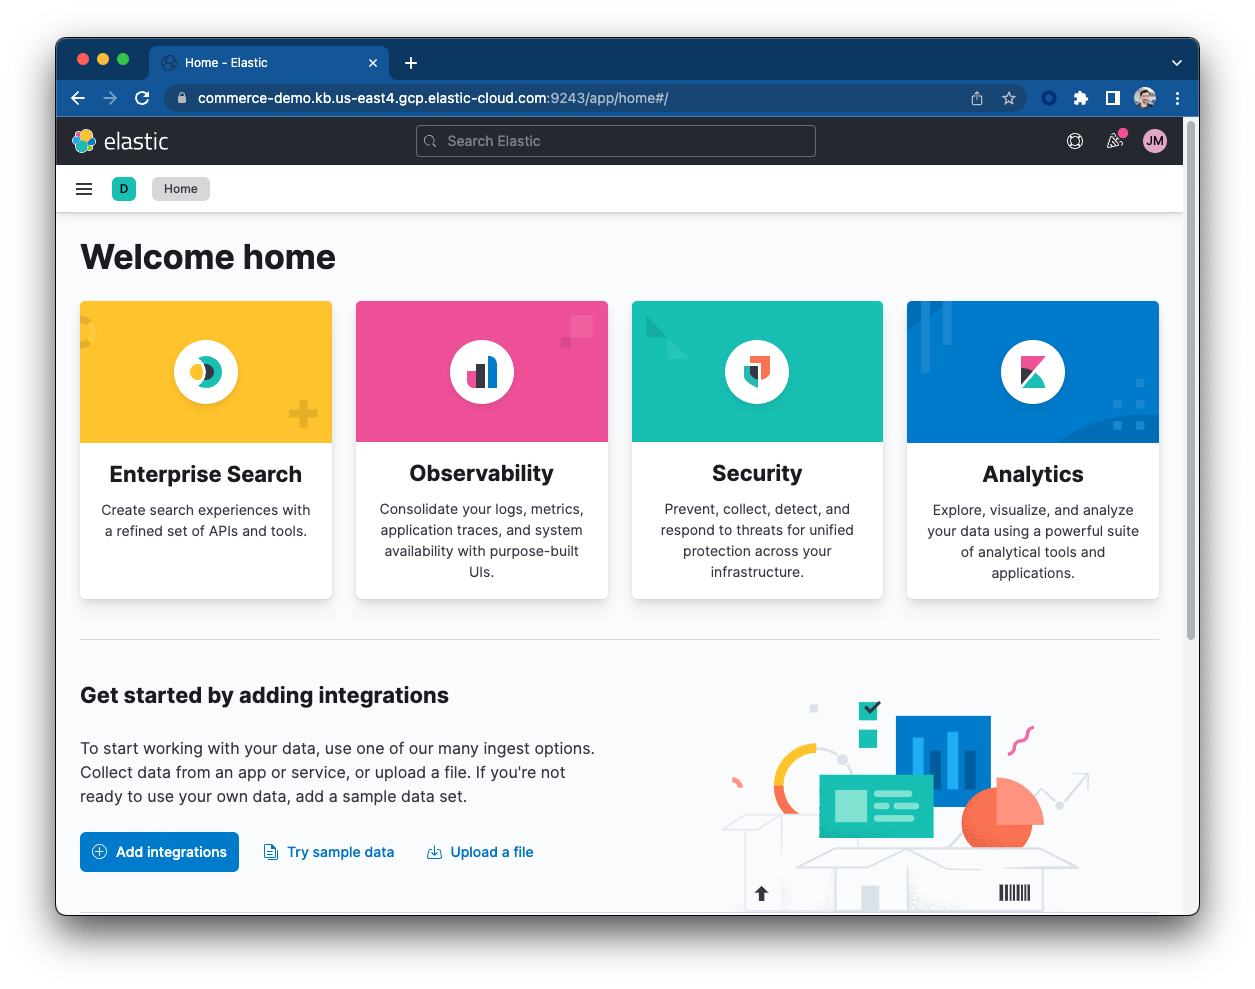 Home - Elastic
commerce-demo.kb.us-east4.gcp.elastic-cloud.com:9243/app/home#/
elastic
Search Elastic
JM
D
Home
Welcome home
Enterprise Search
Create search experiences with
a refined set of APIs and tools.
Observability
Consolidate your logs, metrics,
application traces, and system
availability with purpose-built
UIs.
Security
Prevent, collect, detect, and
respond to threats for unified
protection across your
infrastructure.
Analytics
Explore, visualize, and analyze
your data using a powerful suite
of analytical tools and
applications.
Get started by adding integrations
To start working with your data, use one of our many ingest options.
Collect data from an app or service, or upload a file. If you're not
ready to use your own data, add a sample data set.
Add integrations
Try sample data
Upload a file